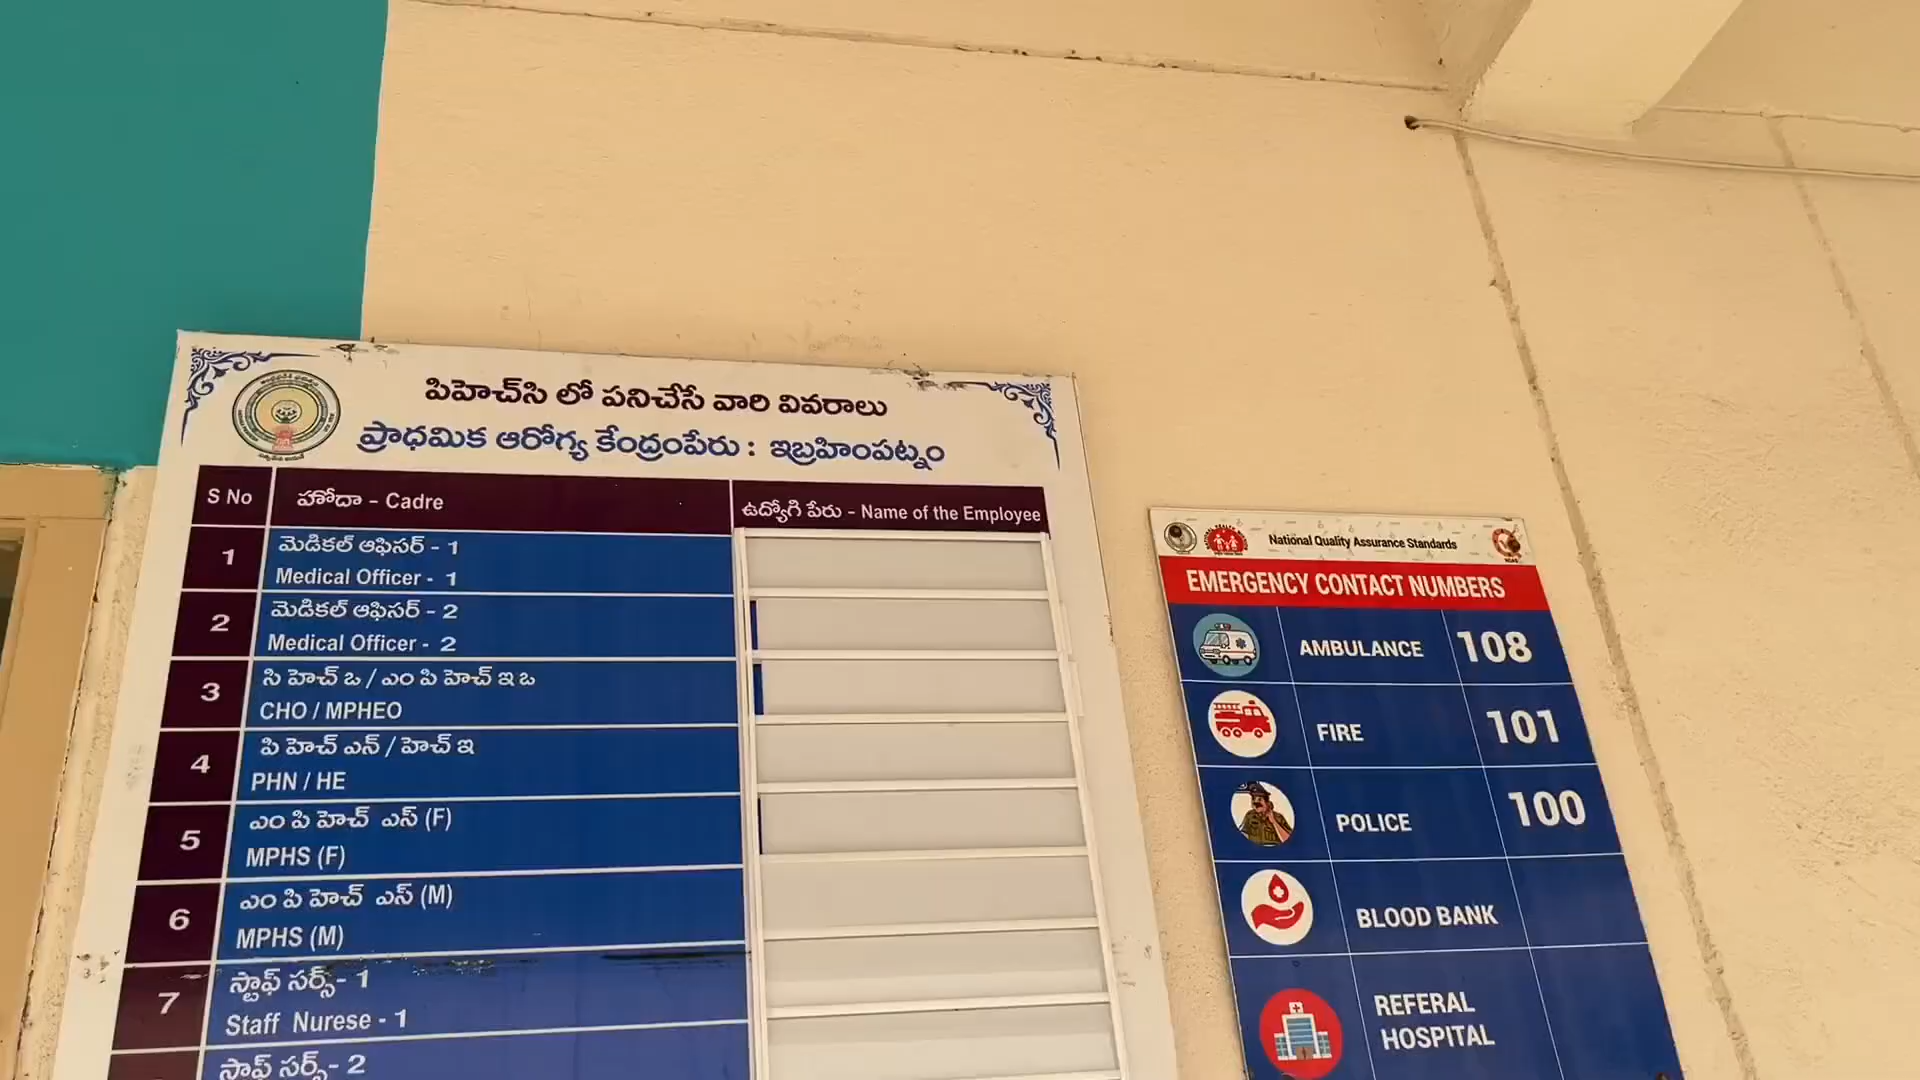 పిహెచ్‌సి లో పనిచేసే వారి వివరాలు
ప్రాధమిక ఆరోగ్య కేంద్రంపేరు : ఇబ్రహింపట్నం
S No
హోదా - Cadre
ఉద్యోగి పేరు - Name of the Employee
1
మెడికల్ ఆఫిసర్ - 1
Medical Officer - 1
2
మెడికల్ ఆఫిసర్ - 2
Medical Officer - 2
3
సి హెచ్ ఒ / ఎం పి హెచ్ ఇ ఒ
CHO / MPHEO
4
పి హెచ్ ఎన్ / హెచ్ ఇ
PHN / HE
5
ఎం పి హెచ్ ఎస్ (F)
MPHS (F)
6
ఎం పి హెచ్ ఎస్ (M)
MPHS (M)
7
స్టాఫ్ నర్స్- 1
Staff Nurese - 1
స్టాఫ్ నర్స్- 2
National Quality Assurance Standards
EMERGENCY CONTACT NUMBERS
AMBULANCE 108
FIRE 101
POLICE 100
BLOOD BANK
REFERAL
HOSPITAL